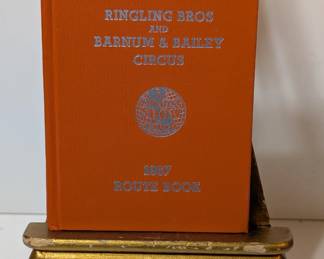 RINGLING BROS
AND
BARNUM & BAILEY
CIRCUS
ROUTE BOOK